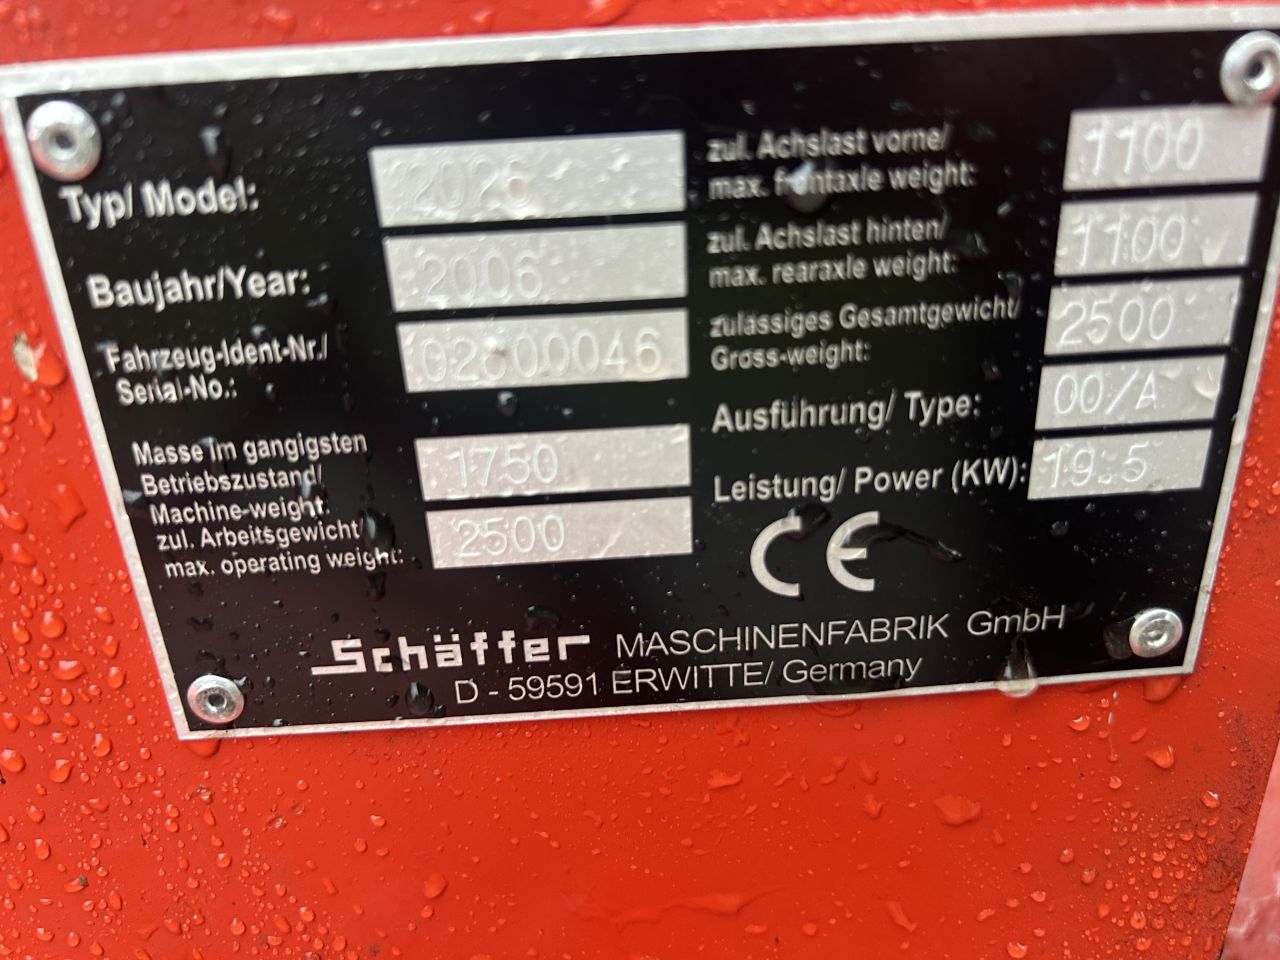 Typ/ Model: 2026
Baujahr/Year: 2006
Fahrzeug-Ident-Nr./
Serial-No.:
Masse im gangigsten
Betriebszustand/
Machine-weight: 1750
zul. Arbeitsgewicht/
max. operating weight: 2500
zul. Achslast vorne/
max. frontaxle weight: 1100
zul. Achslast hinten/
max. rearaxle weight: 1100
zulässiges Gesamtgewicht/
Gross-weight: 2500
Ausführung/ Type: 00/A
Leistung/ Power (KW): 19.5
CE
Schäffer MASCHINENFABRIK GmbH
D - 59591 ERWITTE/ Germany